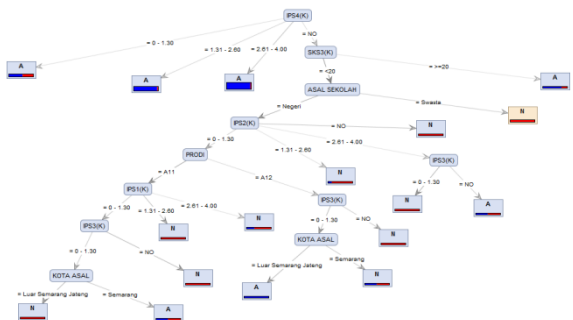 IPS4(K)
= NO
= 0 - 1.30
= 1.31 - 2.60
= 2.61 - 4.00
SKS3(K)
A
A
A
= <20
= >=20
A
ASAL SEKOLAH
= Negeri
= Swasta
IPS2(K)
N
= NO
N
= 0 - 1.30
= 1.31 - 2.60
= 2.61 - 4.00
PRODI
N
IPS3(K)
= A11
= A12
= 0 - 1.30
= NO
IPS1(K)
IPS3(K)
N
A
= 0 - 1.30
= 1.31 - 2.60
= 2.61 - 4.00
= 0 - 1.30
= NO
IPS3(K)
N
N
KOTA ASAL
N
= 0 - 1.30
= NO
= Luar Semarang Jateng
= Semarang
KOTA ASAL
N
A
N
= Luar Semarang Jateng
= Semarang
N
A